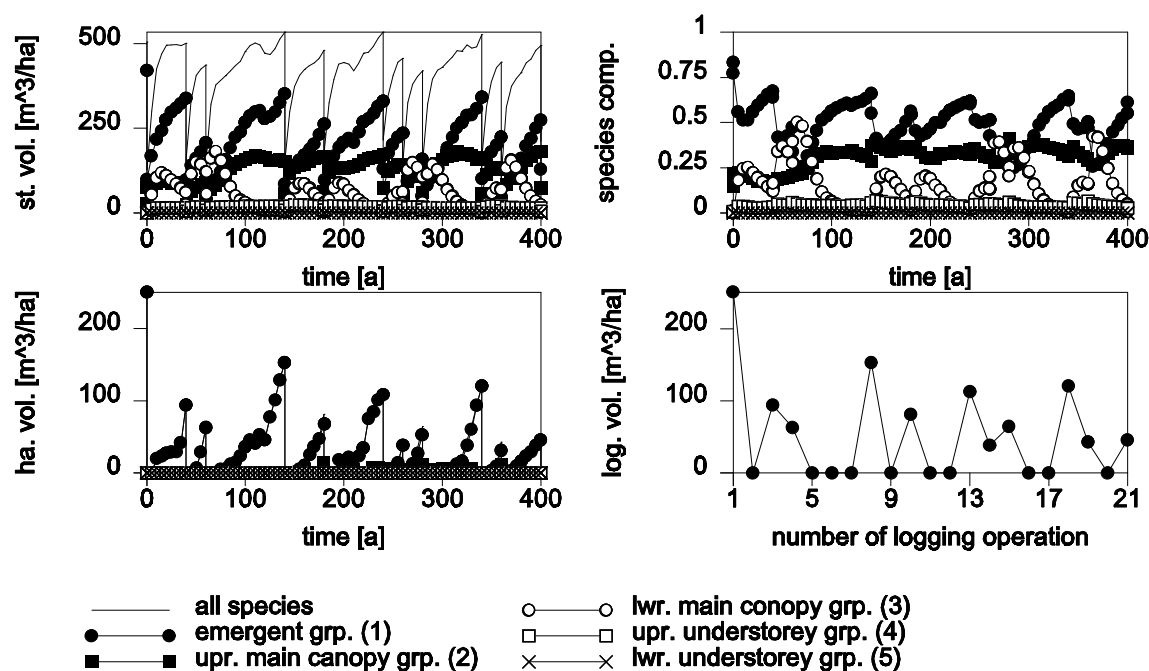 st. vol. [m^3/ha]
500
250
0
0 100 200 300 400
time [a]
species comp.
1
0.75
0.5
0.25
0
0 100 200 300 400
time [a]
ha. vol. [m^3/ha]
200
100
0
0 100 200 300 400
time [a]
log. vol. [m^3/ha]
200
100
0
1 5 9 13 17 21
number of logging operation
all species
emergent grp. (1)
upr. main canopy grp. (2)
lwr. main conopy grp. (3)
upr. understorey grp. (4)
lwr. understorey grp. (5)